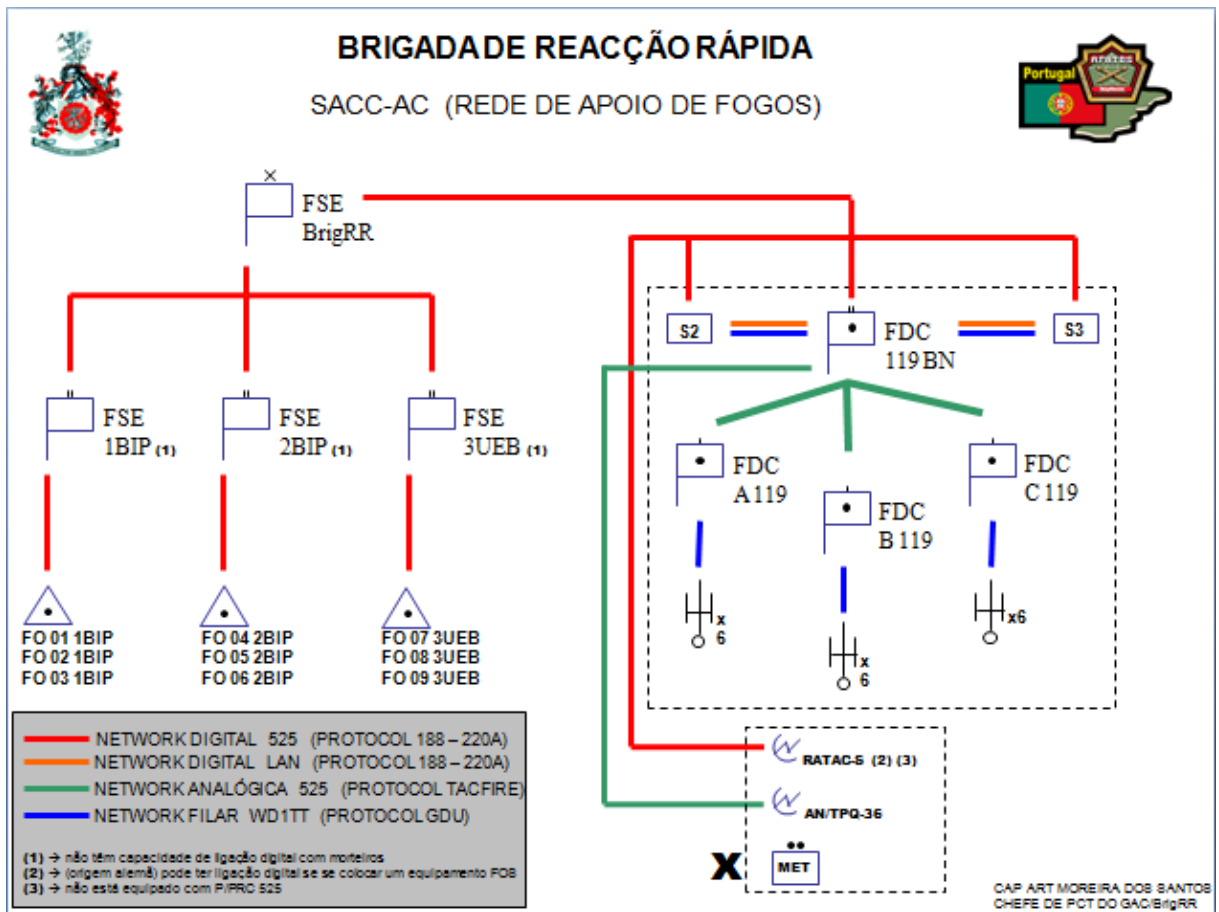 BRIGADA DE REACÇÃO RÁPIDA
SACC-AC (REDE DE APOIO DE FOGOS)
Portugal
FSE
BrigRR
S2
FDC
119 BN
S3
FSE
1BIP (1)
FSE
2BIP (1)
FSE
3UEB (1)
FDC
A 119
FDC
B 119
FDC
C 119
x
6
x
6
x6
FO 01 1BIP
FO 02 1BIP
FO 03 1BIP
FO 04 2BIP
FO 05 2BIP
FO 06 2BIP
FO 07 3UEB
FO 08 3UEB
FO 09 3UEB
NETWORK DIGITAL 525 (PROTOCOL 188 – 220A)
NETWORK DIGITAL LAN (PROTOCOL 188 – 220A)
NETWORK ANALÓGICA 525 (PROTOCOL TACFIRE)
NETWORK FILAR WD1TT (PROTOCOL GDU)
(1) → não têm capacidade de ligação digital com morteiros
(2) → (origem alemã) pode ter ligação digital se se colocar um equipamento FOS
(3) → não está equipado com P/PRC 525
RATAC-S (2) (3)
AN/TPQ-36
X
MET
CAP ART MOREIRA DOS SANTOS
CHEFE DE PCT DO GAC/BrigRR